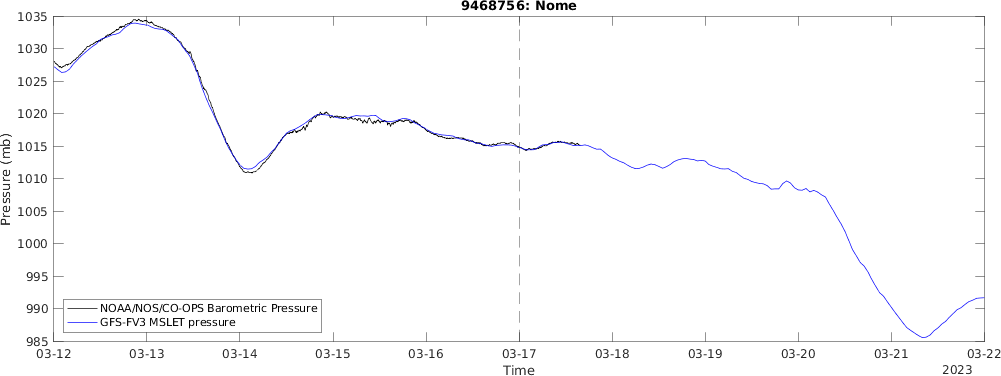 9468756: Nome
1035
1030
1025
1020
1015
1010
1005
1000
995
990
985
Pressure (mb)
NOAA/NOS/CO-OPS Barometric Pressure
GFS-FV3 MSLET pressure
03-12 03-13 03-14 03-15 03-16 03-17 03-18 03-19 03-20 03-21 03-22
Time
2023